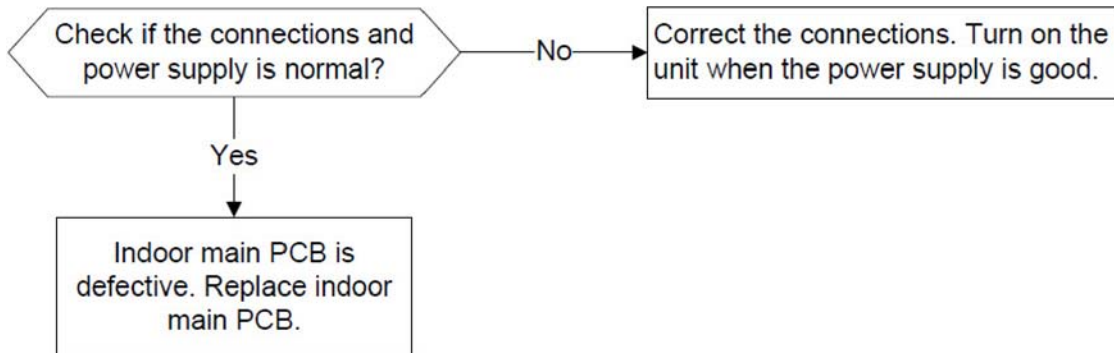 Check if the connections and
power supply is normal?
No
Correct the connections. Turn on the
unit when the power supply is good.
Yes
Indoor main PCB is
defective. Replace indoor
main PCB.